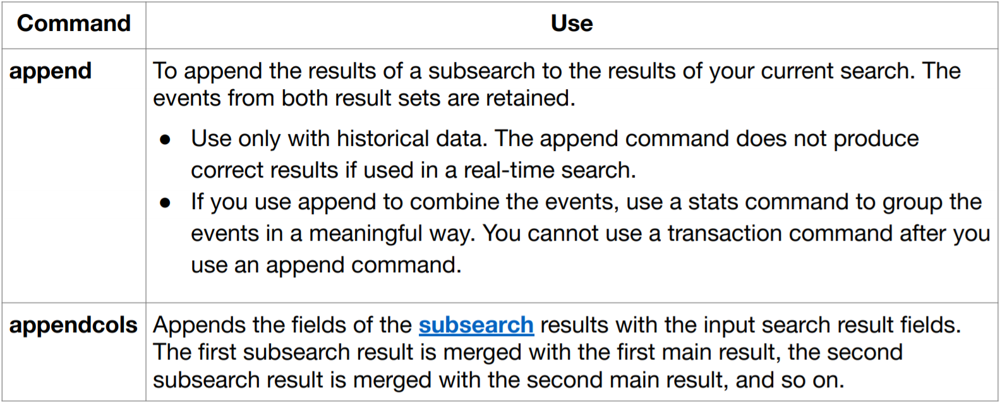 Command Use
append To append the results of a subsearch to the results of your current search. The
events from both result sets are retained.
● Use only with historical data. The append command does not produce
correct results if used in a real-time search.
● If you use append to combine the events, use a stats command to group the
events in a meaningful way. You cannot use a transaction command after you
use an append command.
appendcols Appends the fields of the subsearch results with the input search result fields.
The first subsearch result is merged with the first main result, the second
subsearch result is merged with the second main result, and so on.